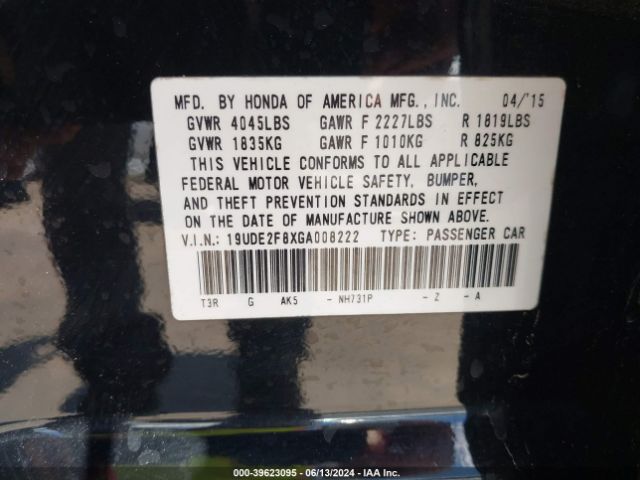 MFD. BY HONDA OF AMERICA MFG., INC. 04/'15
GVWR 4045LBS GAWR F 2227LBS R 1819LBS
GVWR 1835KG GAWR F 1010KG R 825KG
THIS VEHICLE CONFORMS TO ALL APPLICABLE
FEDERAL MOTOR VEHICLE SAFETY, BUMPER,
AND THEFT PREVENTION STANDARDS IN EFFECT
ON THE DATE OF MANUFACTURE SHOWN ABOVE.
V.I.N.: 19UDE2F8XGA008222 TYPE: PASSENGER CAR
T3R G AK5 - NH731P - Z - A
000-39623095 - 06/13/2024 - IAA Inc.